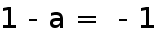 1 - a = - 1